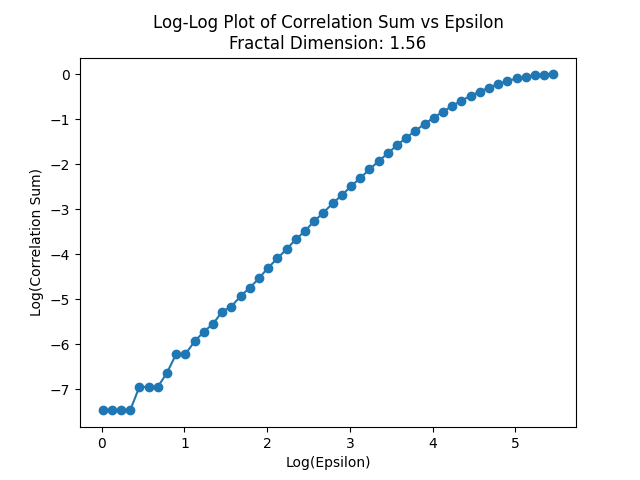 Log-Log Plot of Correlation Sum vs Epsilon
Fractal Dimension: 1.56
0
−1
−2
−3
−4
−5
−6
−7
Log(Correlation Sum)
0 1 2 3 4 5
Log(Epsilon)